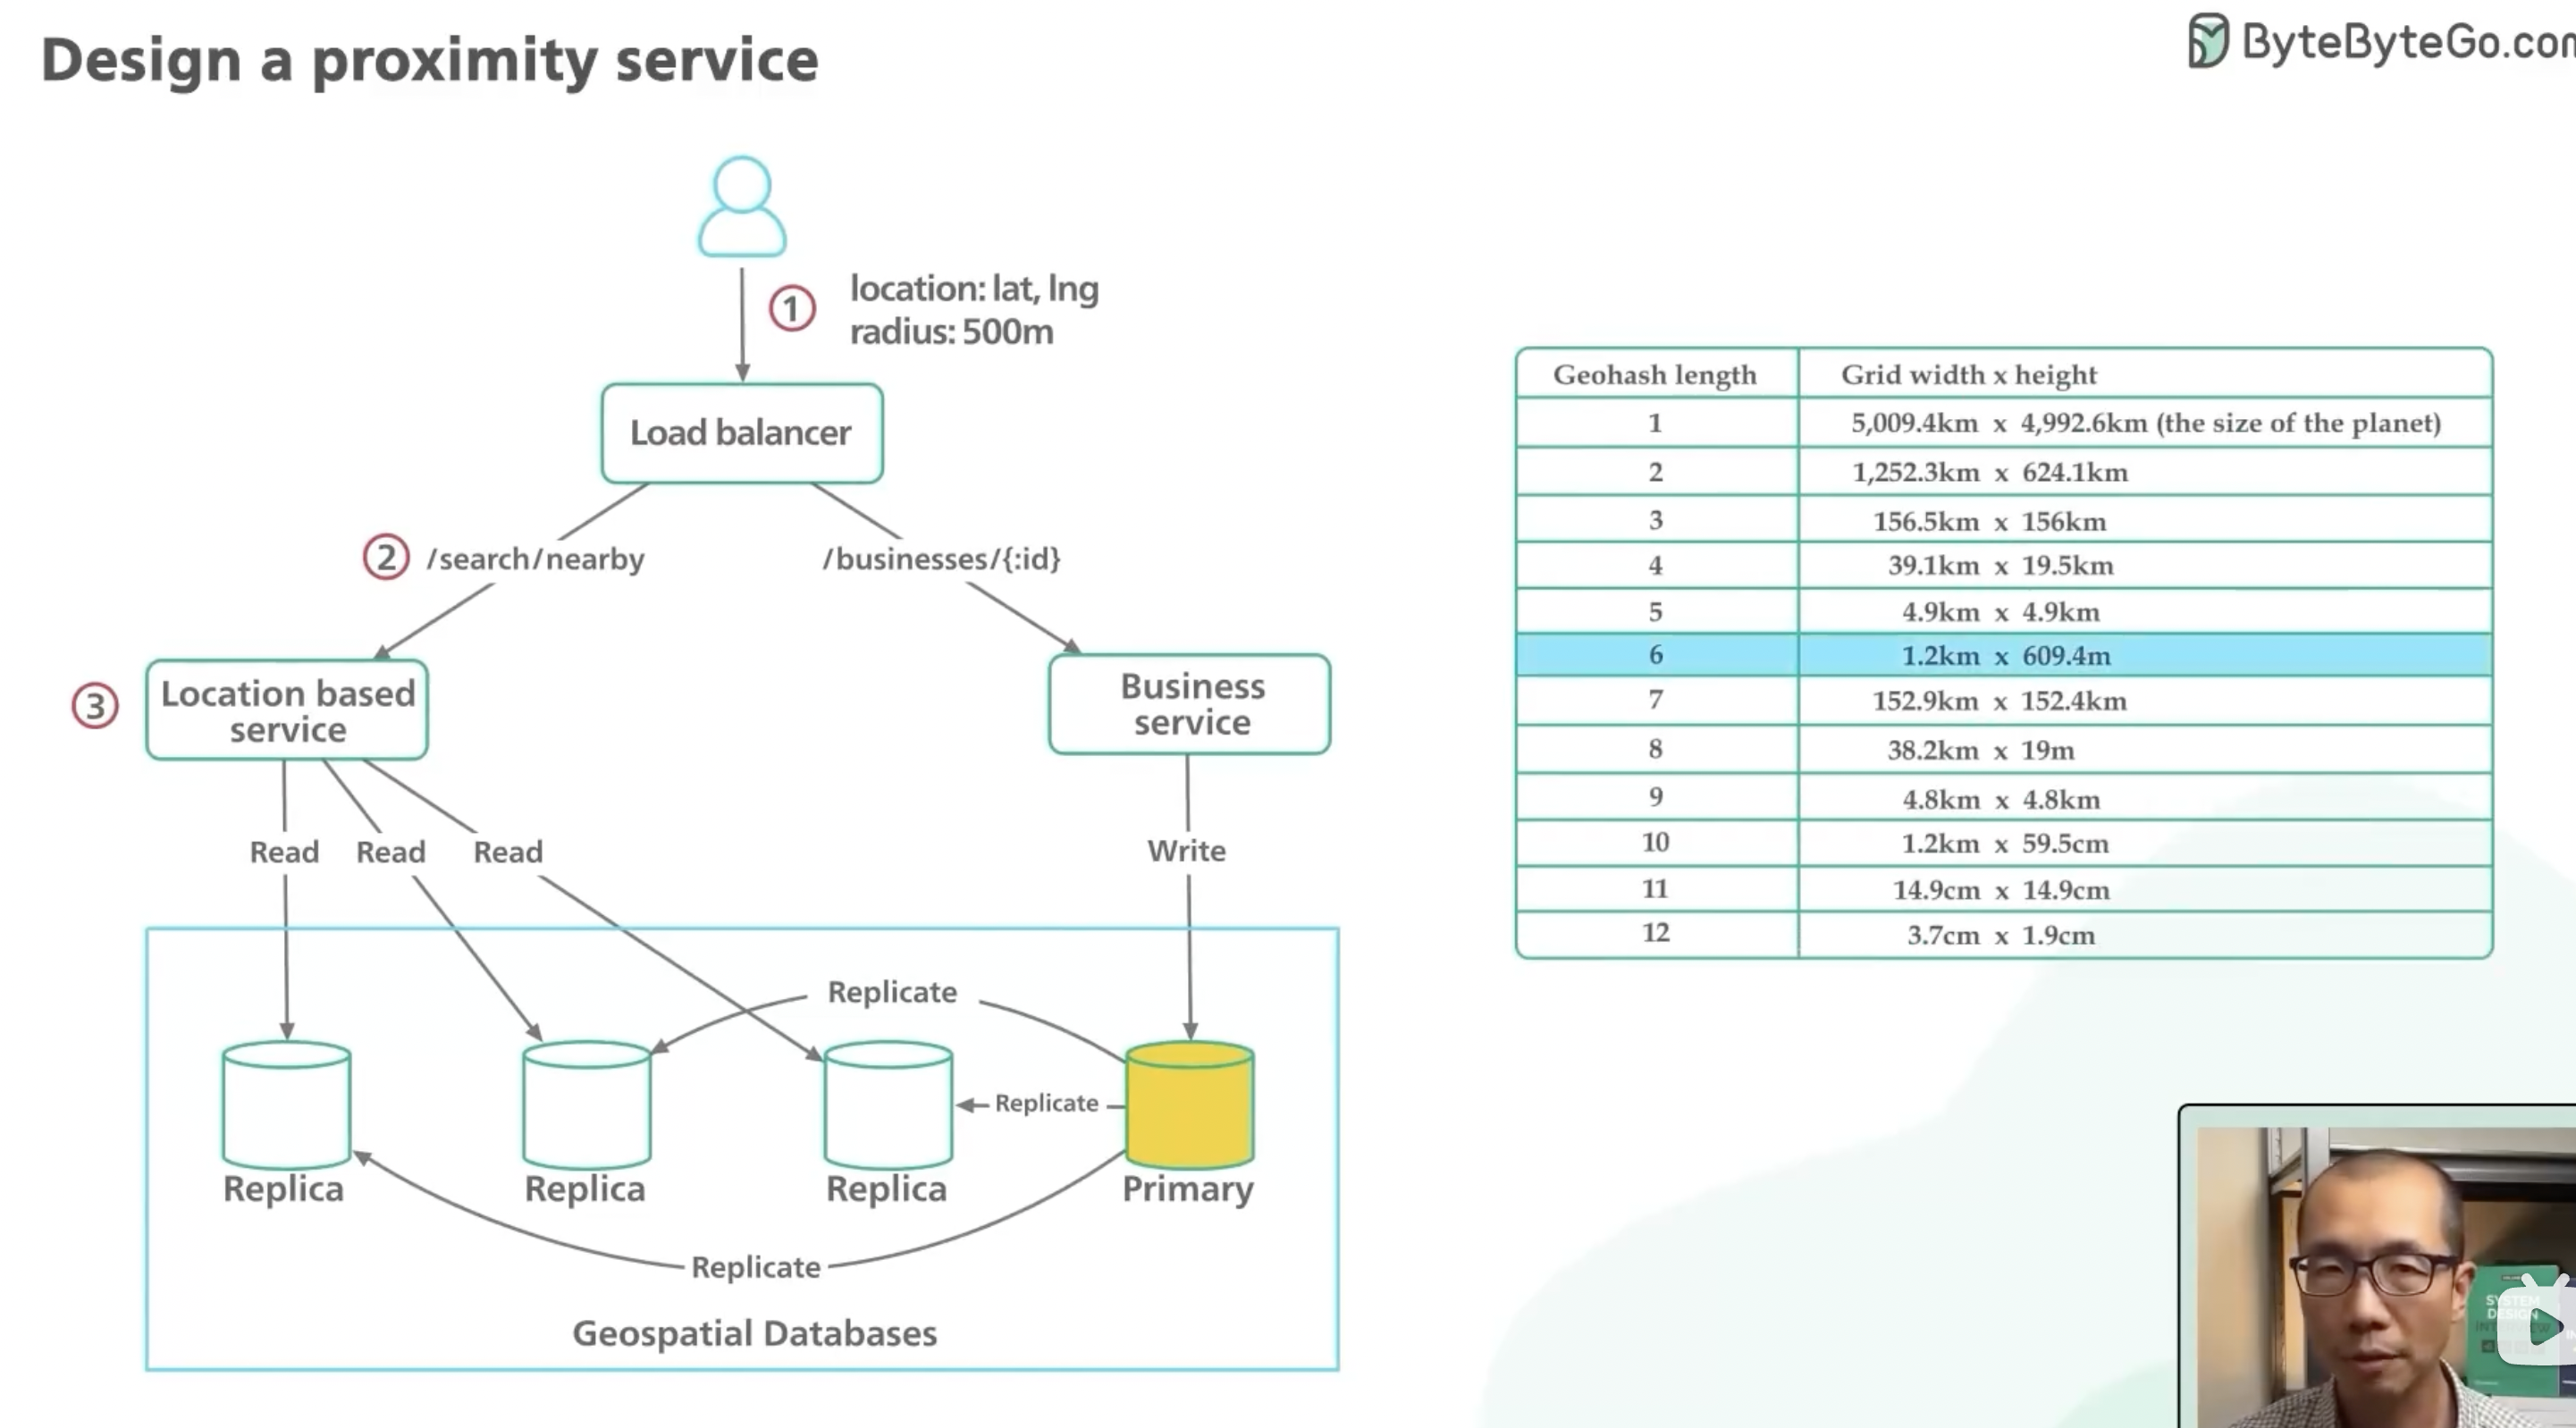 Design a proximity service
ByteByteGo.com
1
location: lat, lng
radius: 500m
Load balancer
2 /search/nearby
/businesses/{:id}
3
Location based
service
Business
service
Read Read Read
Write
Replicate
Replicate
Replica Replica Replica Primary
Replicate
Geospatial Databases
Geohash length Grid width x height
1 5,009.4km x 4,992.6km (the size of the planet)
2 1,252.3km x 624.1km
3 156.5km x 156km
4 39.1km x 19.5km
5 4.9km x 4.9km
6 1.2km x 609.4m
7 152.9km x 152.4km
8 38.2km x 19m
9 4.8km x 4.8km
10 1.2km x 59.5cm
11 14.9cm x 14.9cm
12 3.7cm x 1.9cm
SYSTEM
DESIGN